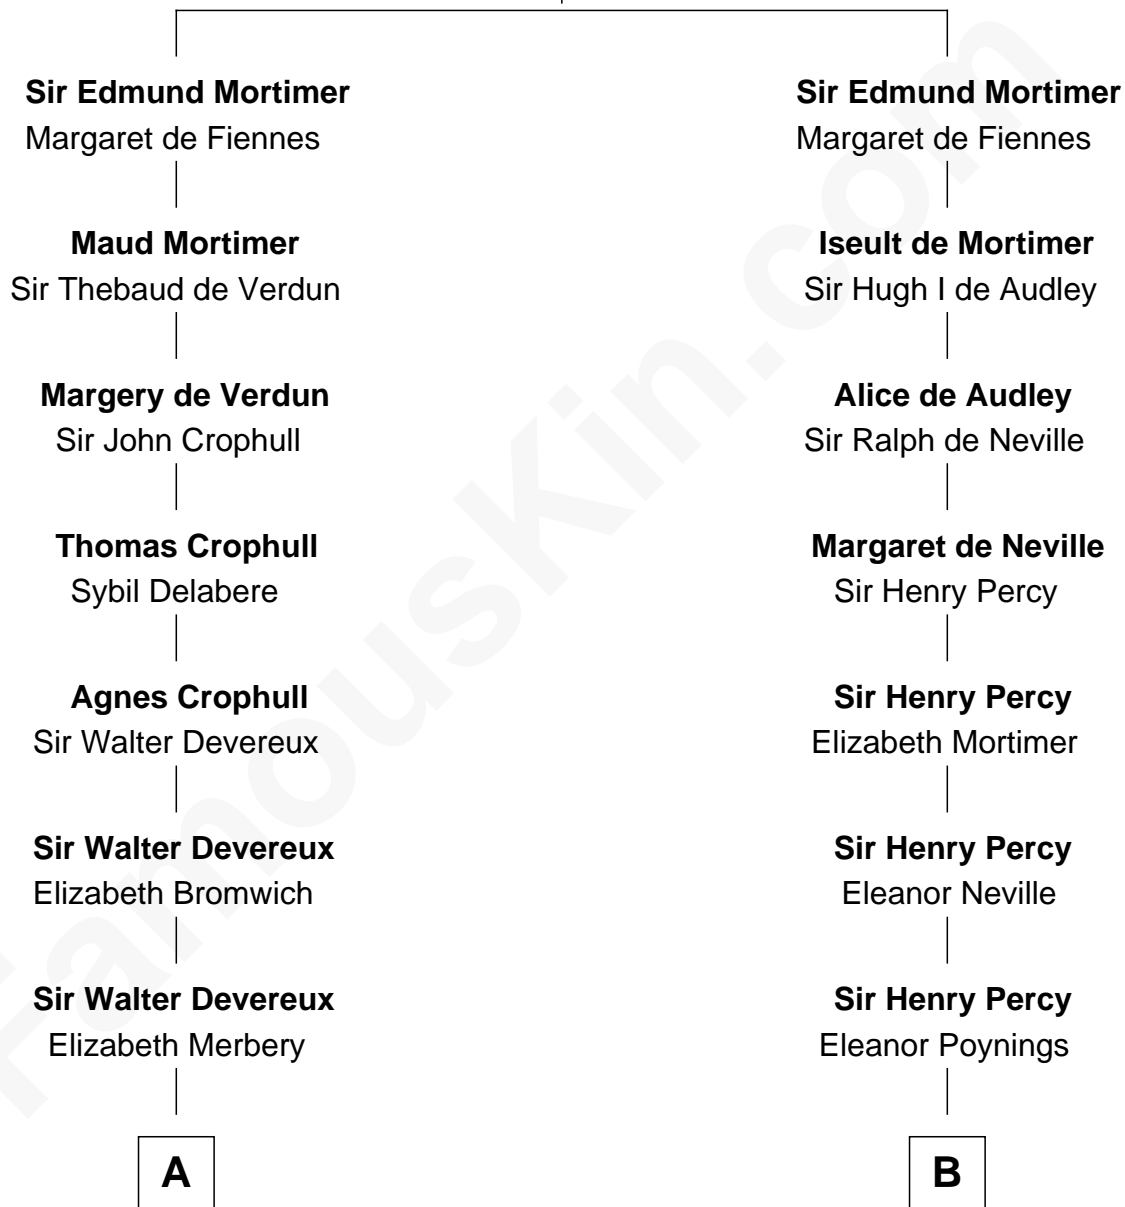 Sir Edmund Mortimer
Margaret de Fiennes
Maud Mortimer
Sir Thebaud de Verdun
Margery de Verdun
Sir John Crophull
Thomas Crophull
Sybil Delabere
Agnes Crophull
Sir Walter Devereux
Sir Walter Devereux
Elizabeth Bromwich
Sir Walter Devereux
Elizabeth Merbery
A
Sir Edmund Mortimer
Margaret de Fiennes
Iseult de Mortimer
Sir Hugh I de Audley
Alice de Audley
Sir Ralph de Neville
Margaret de Neville
Sir Henry Percy
Sir Henry Percy
Elizabeth Mortimer
Sir Henry Percy
Eleanor Neville
Sir Henry Percy
Eleanor Poynings
B
FamousKin.com